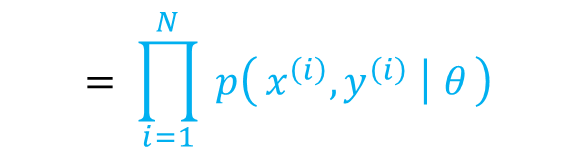 = ∏_{i=1}^{N} p( x^{(i)}, y^{(i)} | θ )